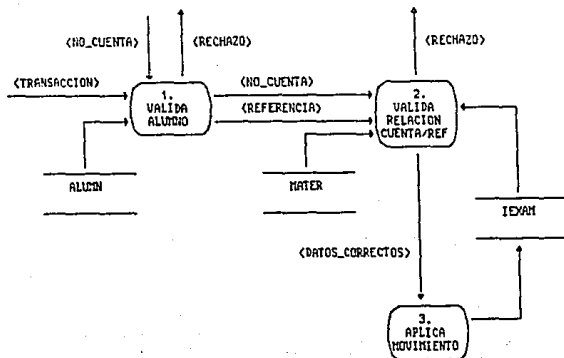 <NO_CUENTA>
<RECHAZO>
<RECHAZO>
<TRANSACCION>
<NO_CUENTA>
1.
VALIDA
ALUMNO
<REFERENCIA>
2.
VALIDA
RELACION
CUENTA/REF
ALUMN
MATER
IEXAM
<DATOS_CORRECTOS>
3.
APLICA
MOVIMIENTO